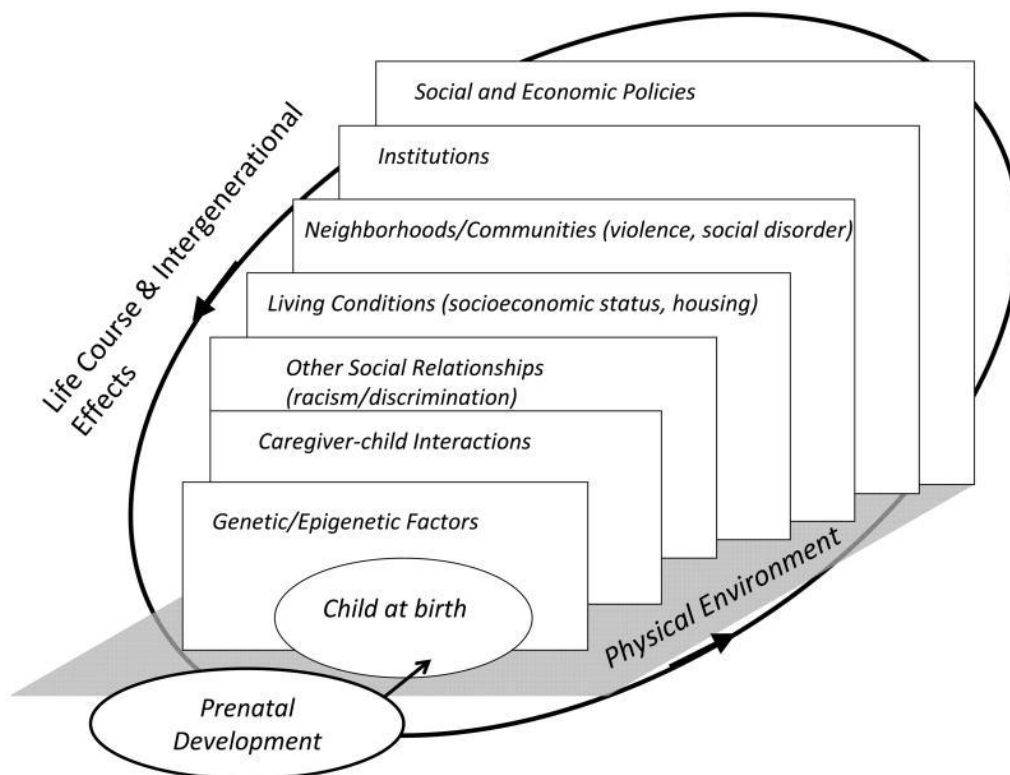 Social and Economic Policies
Institutions
Neighborhoods/Communities (violence, social disorder)
Living Conditions (socioeconomic status, housing)
Other Social Relationships
(racism/discrimination)
Caregiver-child Interactions
Genetic/Epigenetic Factors
Child at birth
Prenatal
Development
Physical Environment
Life Course & Intergenerational
Effects